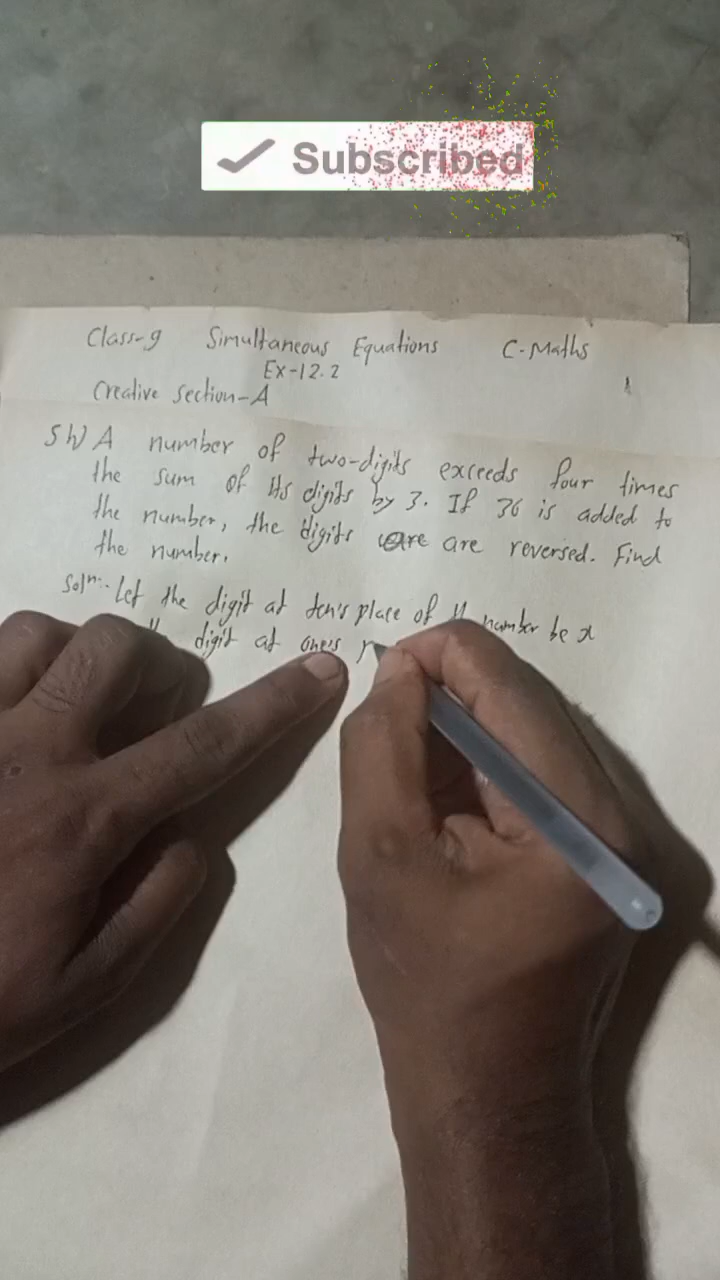 Subscribed
Class-9 Simultaneous Equations C-Maths
Ex-12.2
Creative section-A
5 b) A number of two-digits exceeds four times
the sum of its digits by 3. If 36 is added to
the number, the digits are are reversed. Find
the number.
Solⁿ:- Let the digit at ten's place of number be x
digit at one's